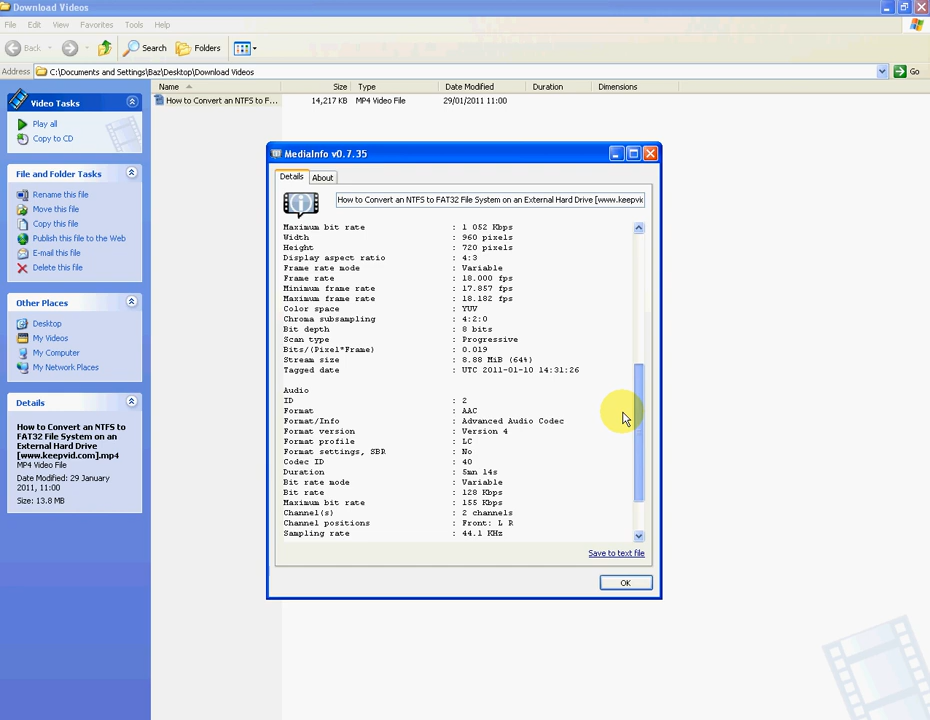 Download Videos
File Edit View Favorites Tools Help
Back Search Folders
Address C:\Documents and Settings\Baz\Desktop\Download Videos Go
Name Size Type Date Modified Duration Dimensions
How to Convert an NTFS to F... 14,217 KB MP4 Video File 29/01/2011 11:00
Video Tasks
Play all
Copy to CD
File and Folder Tasks
Rename this file
Move this file
Copy this file
Publish this file to the Web
E-mail this file
Delete this file
Other Places
Desktop
My Videos
My Computer
My Network Places
Details
How to Convert an NTFS to
FAT32 File System on an
External Hard Drive
[www.keepvid.com].mp4
MP4 Video File
Date Modified: 29 January
2011, 11:00
Size: 13.8 MB
MediaInfo v0.7.35
Details About
How to Convert an NTFS to FAT32 File System on an External Hard Drive [www.keepvic
Maximum bit rate : 1 052 Kbps
Width : 960 pixels
Height : 720 pixels
Display aspect ratio : 4:3
Frame rate mode : Variable
Frame rate : 18.000 fps
Minimum frame rate : 17.857 fps
Maximum frame rate : 18.182 fps
Color space : YUV
Chroma subsampling : 4:2:0
Bit depth : 8 bits
Scan type : Progressive
Bits/(Pixel*Frame) : 0.019
Stream size : 8.88 MiB (64%)
Tagged date : UTC 2011-01-10 14:31:26
Audio
ID : 2
Format : AAC
Format/Info : Advanced Audio Codec
Format version : Version 4
Format profile : LC
Format settings, SBR : No
Codec ID : 40
Duration : 5mn 14s
Bit rate mode : Variable
Bit rate : 128 Kbps
Maximum bit rate : 155 Kbps
Channel(s) : 2 channels
Channel positions : Front: L R
Sampling rate : 44.1 KHz
Save to text file
OK